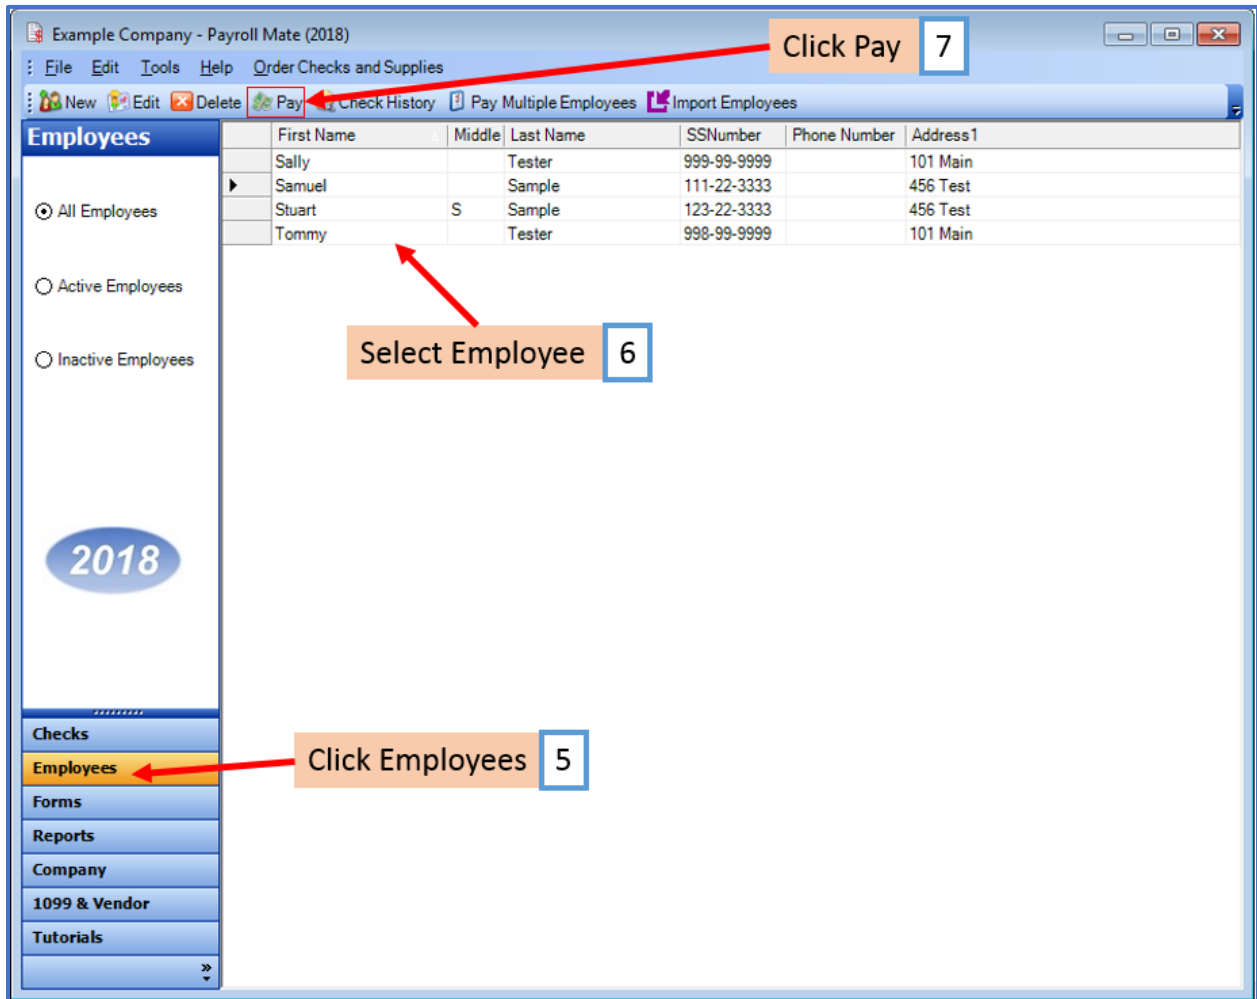 Example Company - Payroll Mate (2018)
Click Pay 7
File Edit Tools Help Order Checks and Supplies
New Edit Delete Pay Check History Pay Multiple Employees Import Employees
Employees
First Name Middle Last Name SSNumber Phone Number Address1
Sally Tester 999-99-9999 101 Main
Samuel Sample 111-22-3333 456 Test
Stuart S Sample 123-22-3333 456 Test
Tommy Tester 998-99-9999 101 Main
All Employees
Active Employees
Inactive Employees
Select Employee 6
2018
Checks
Employees
Click Employees 5
Forms
Reports
Company
1099 & Vendor
Tutorials